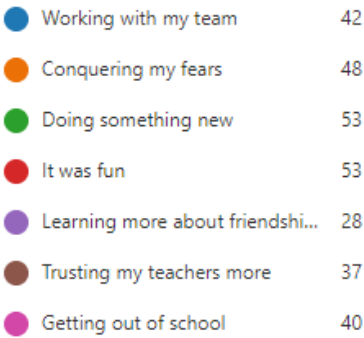 Working with my team 42
Conquering my fears 48
Doing something new 53
It was fun 53
Learning more about friendshi... 28
Trusting my teachers more 37
Getting out of school 40